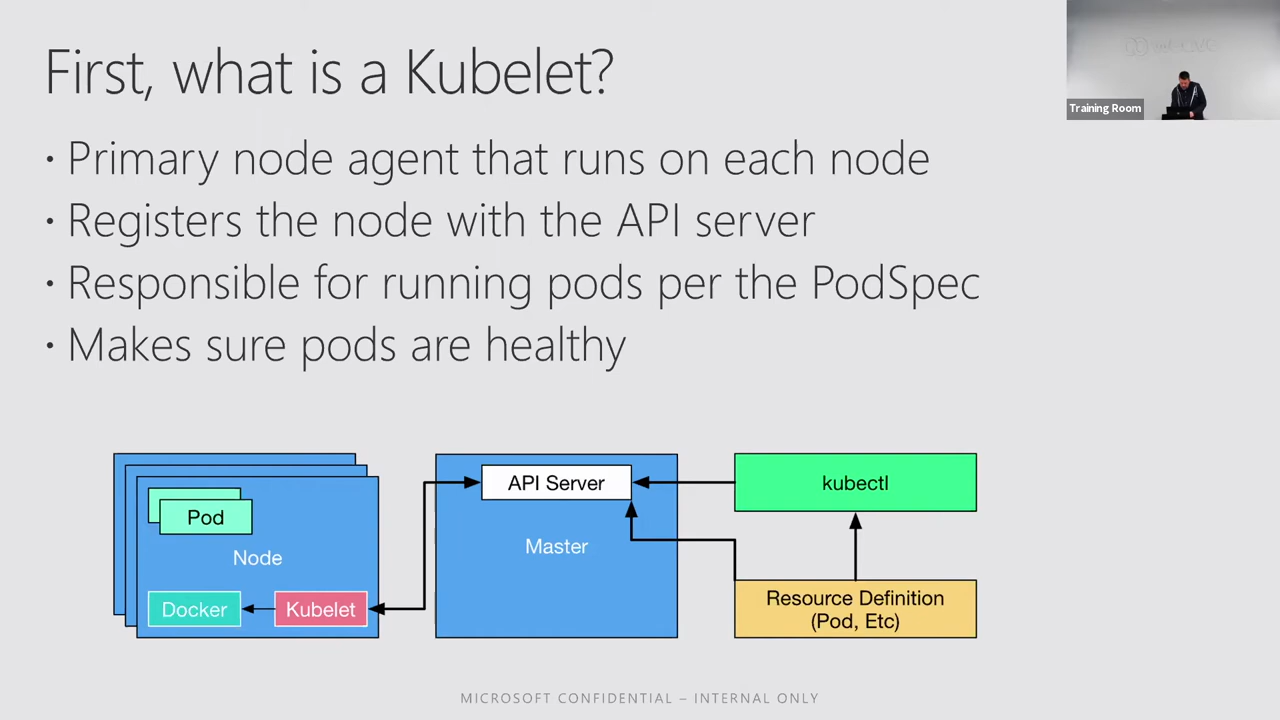 First, what is a Kubelet?
Training Room
· Primary node agent that runs on each node
· Registers the node with the API server
· Responsible for running pods per the PodSpec
· Makes sure pods are healthy
Pod
Node
Docker
Kubelet
API Server
Master
kubectl
Resource Definition
(Pod, Etc)
MICROSOFT CONFIDENTIAL – INTERNAL ONLY